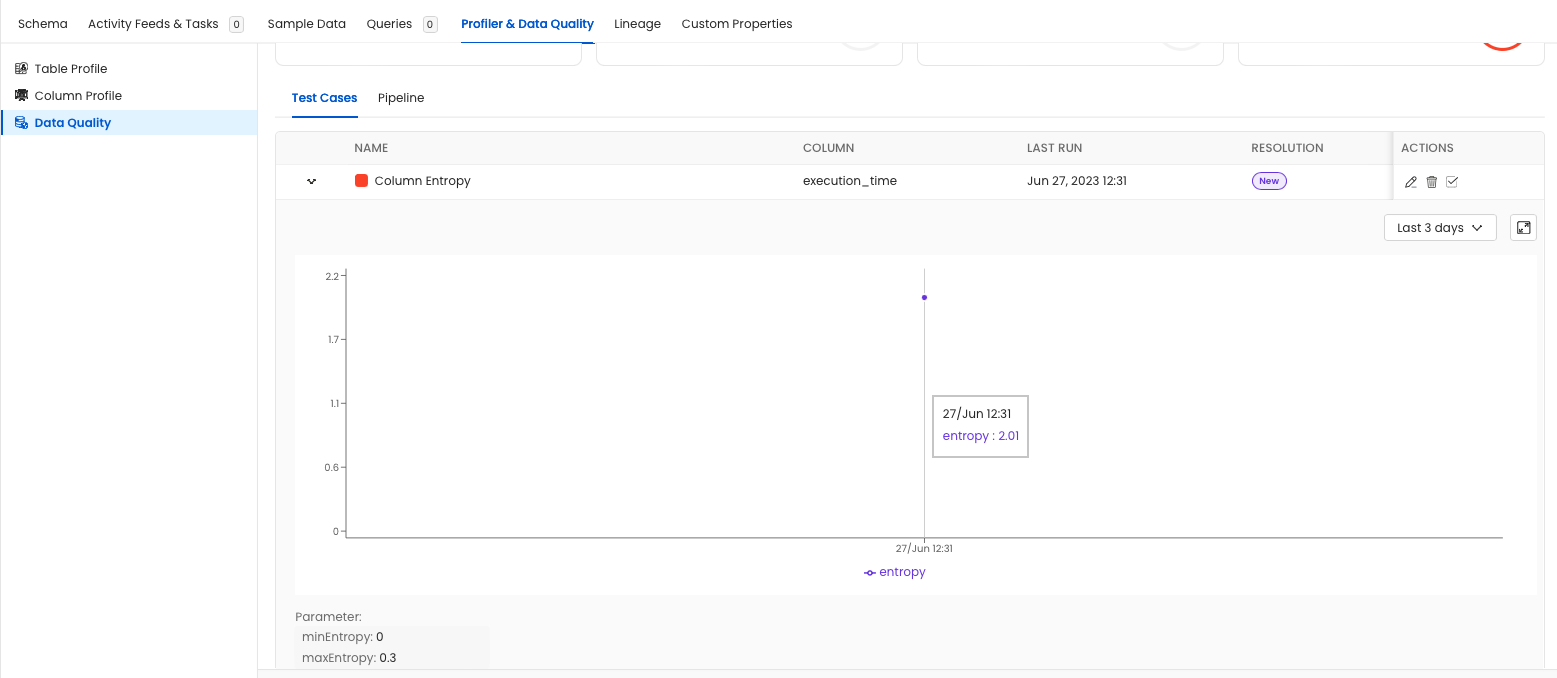 Schema Activity Feeds & Tasks 0 Sample Data Queries 0 Profiler & Data Quality Lineage Custom Properties
Table Profile
Column Profile
Data Quality
Test Cases Pipeline
NAME COLUMN LAST RUN RESOLUTION ACTIONS
Column Entropy execution_time Jun 27, 2023 12:31 New
Last 3 days
2.2
1.7
1.1
0.6
0
27/Jun 12:31
entropy : 2.01
27/Jun 12:31
entropy
Parameter:
minEntropy: 0
maxEntropy: 0.3